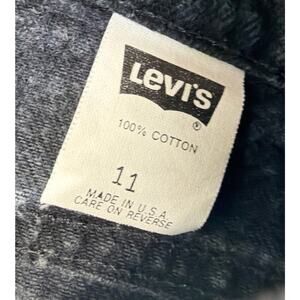 LEVI'S
®
100% COTTON
11
MADE IN U.S.A.
CARE ON REVERSE